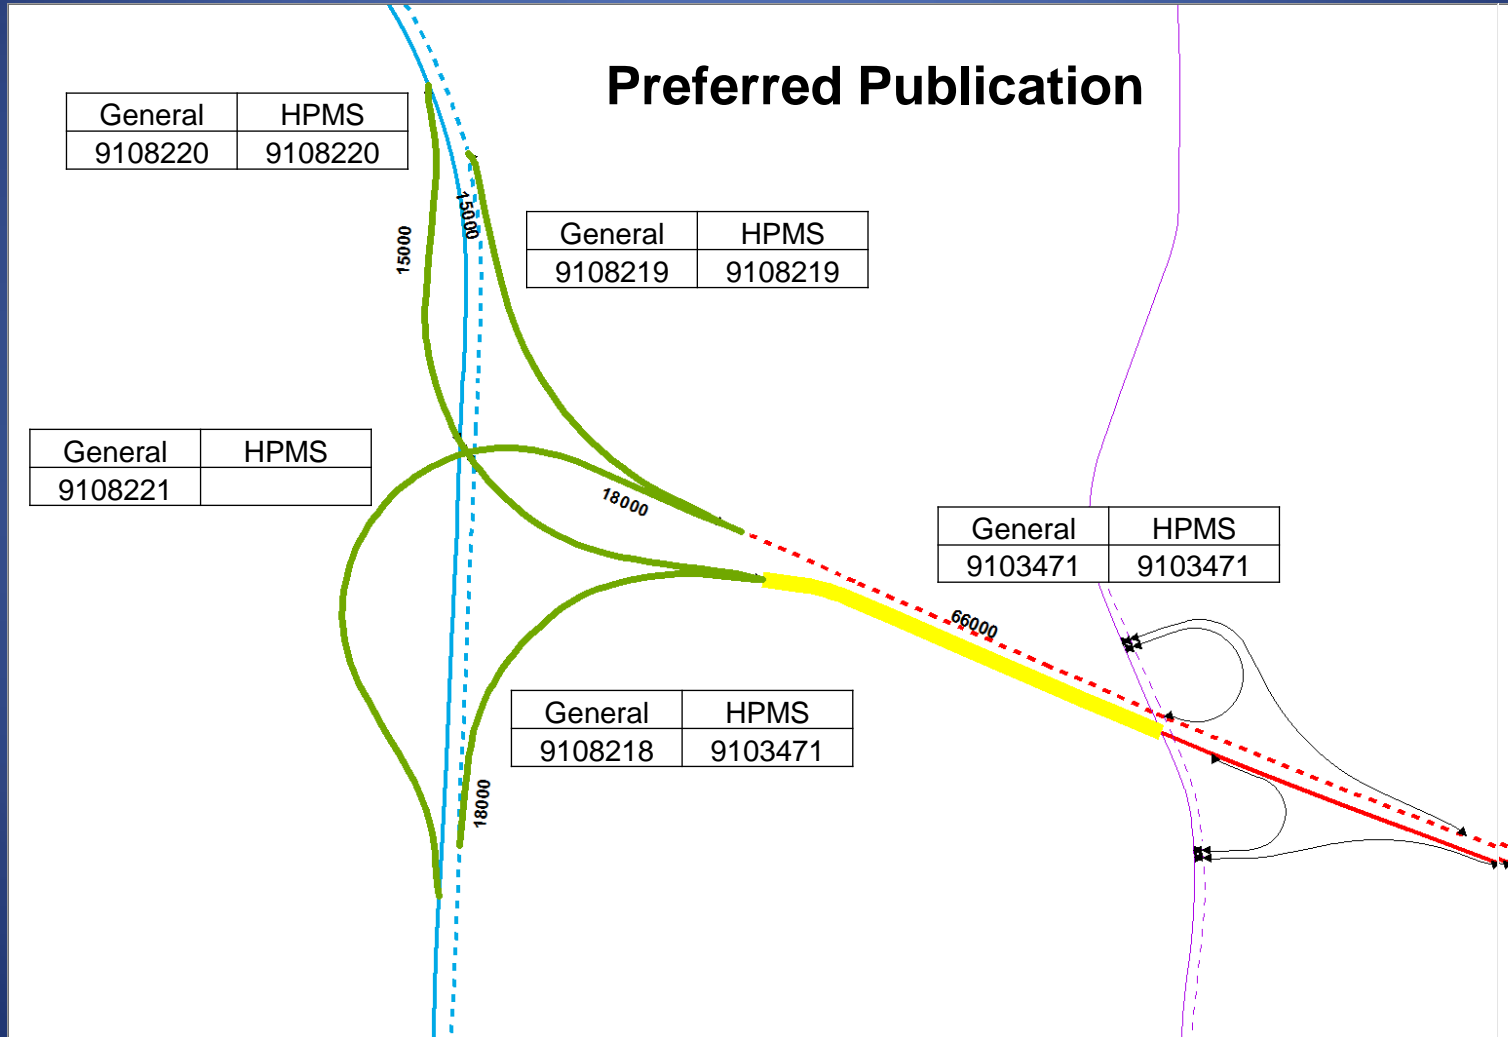 Preferred Publication
General HPMS
9108220 9108220
15000
15000
General HPMS
9108219 9108219
General HPMS
9108221
18000
General HPMS
9103471 9103471
66000
General HPMS
9108218 9103471
18000